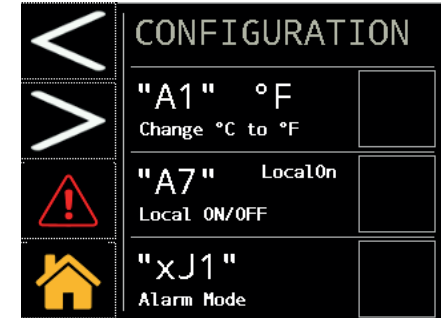 CONFIGURATION
"A1" °F
Change °C to °F
"A7" LocalOn
Local ON/OFF
"xJ1"
Alarm Mode